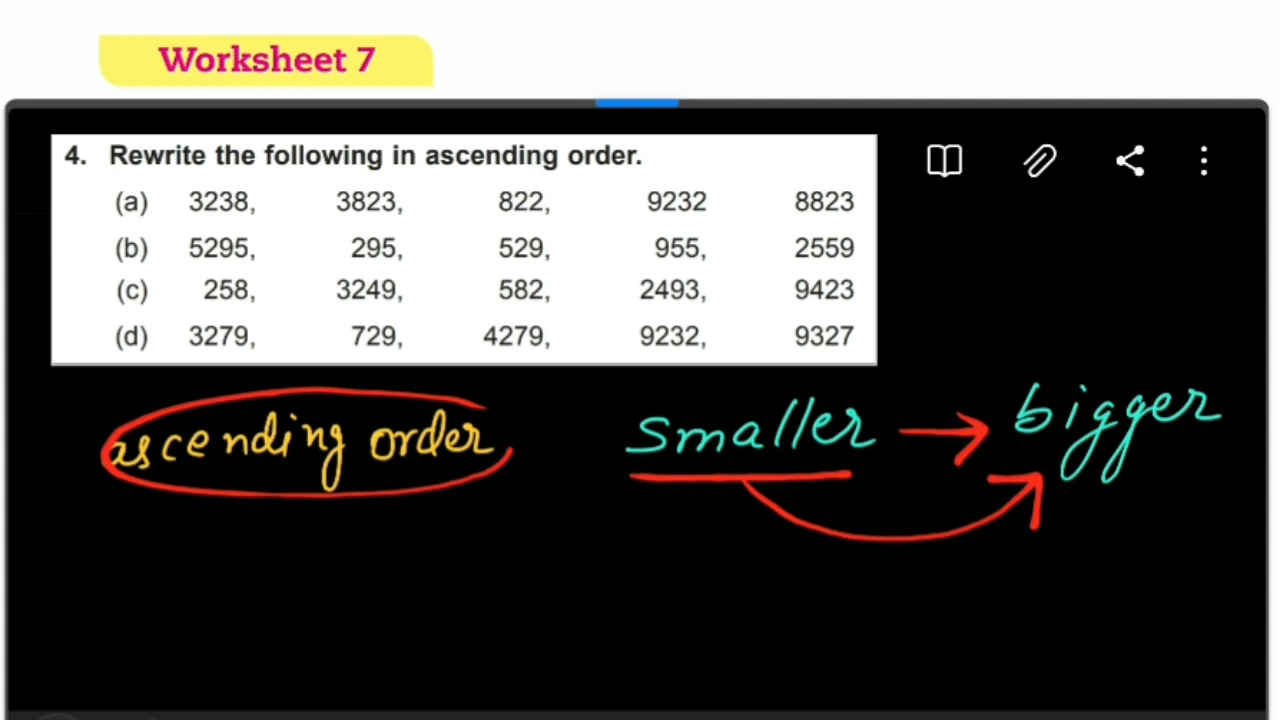 Worksheet 7
4. Rewrite the following in ascending order.
(a) 3238, 3823, 822, 9232 8823
(b) 5295, 295, 529, 955, 2559
(c) 258, 3249, 582, 2493, 9423
(d) 3279, 729, 4279, 9232, 9327
ascending order smaller → bigger